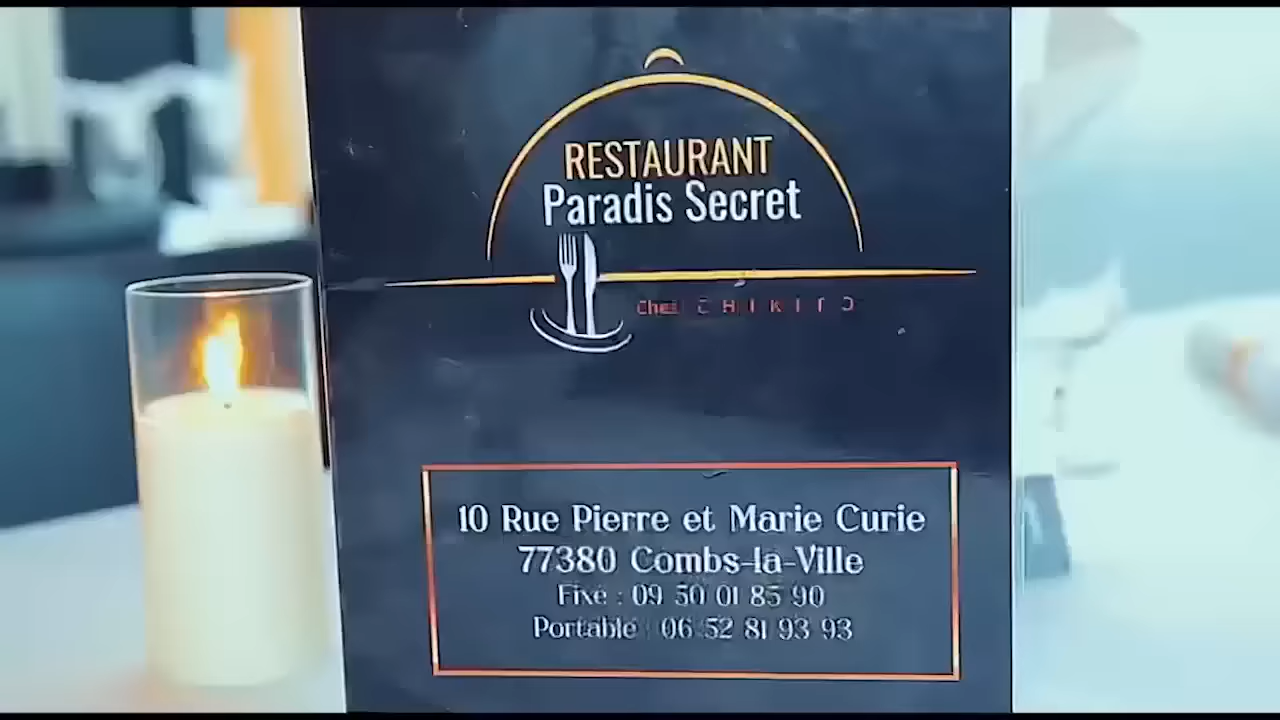 RESTAURANT
Paradis Secret
Chez CHIKITO
10 Rue Pierre et Marie Curie
77380 Combs-la-Ville
Fixe : 09 50 01 85 90
Portable : 06 52 81 93 93